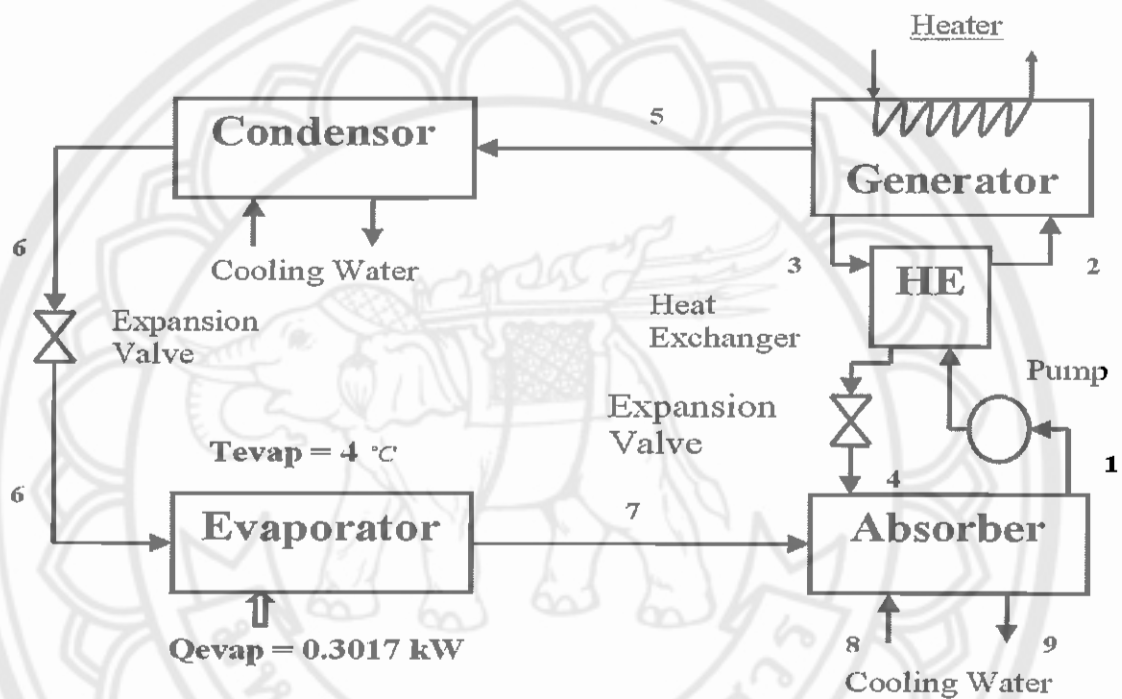 Heater
5
Condensor
Generator
6
Cooling Water
3
HE
2
Expansion
Valve
Heat
Exchanger
Pump
Expansion
Valve
Tevap = 4 °C
1
6
4
7
Evaporator
Absorber
Qevap = 0.3017 kW
8
9
Cooling Water